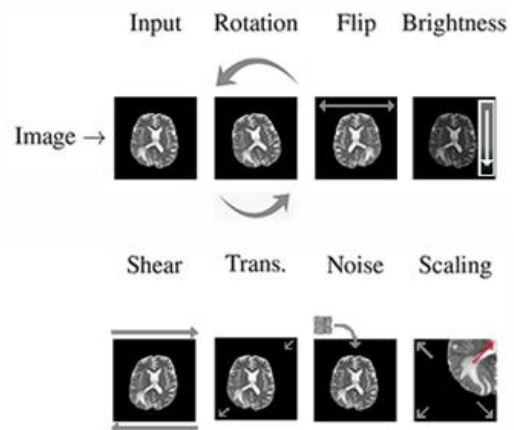 Input Rotation Flip Brightness
Image →
Shear Trans. Noise Scaling